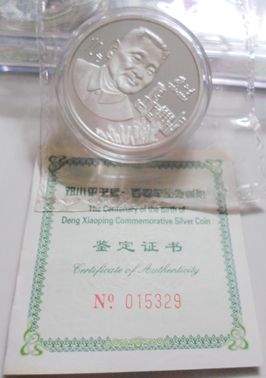 The Centenary of the Birth of
Deng Xiaoping Commemorative Silver Coin
鉴定证书
Certificate of Authenticity
Nº 015329